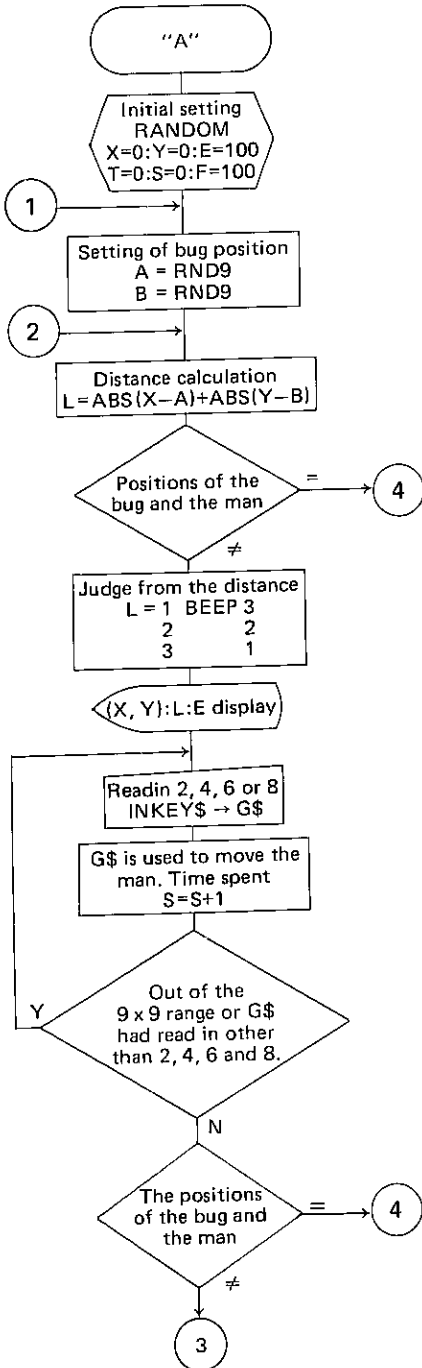 "A"
Initial setting
RANDOM
X=0:Y=0:E=100
T=0:S=0:F=100
1
Setting of bug position
A = RND9
B = RND9
2
Distance calculation
L=ABS(X–A)+ABS(Y–B)
Positions of the
bug and the man
=
4
≠
Judge from the distance
L = 1 BEEP 3
2 2
3 1
(X, Y):L:E display
Readin 2, 4, 6 or 8
INKEY$ → G$
G$ is used to move the
man. Time spent
S=S+1
Out of the
9 x 9 range or G$
had read in other
than 2, 4, 6 and 8.
Y
N
The positions
of the bug and
the man
=
4
≠
3